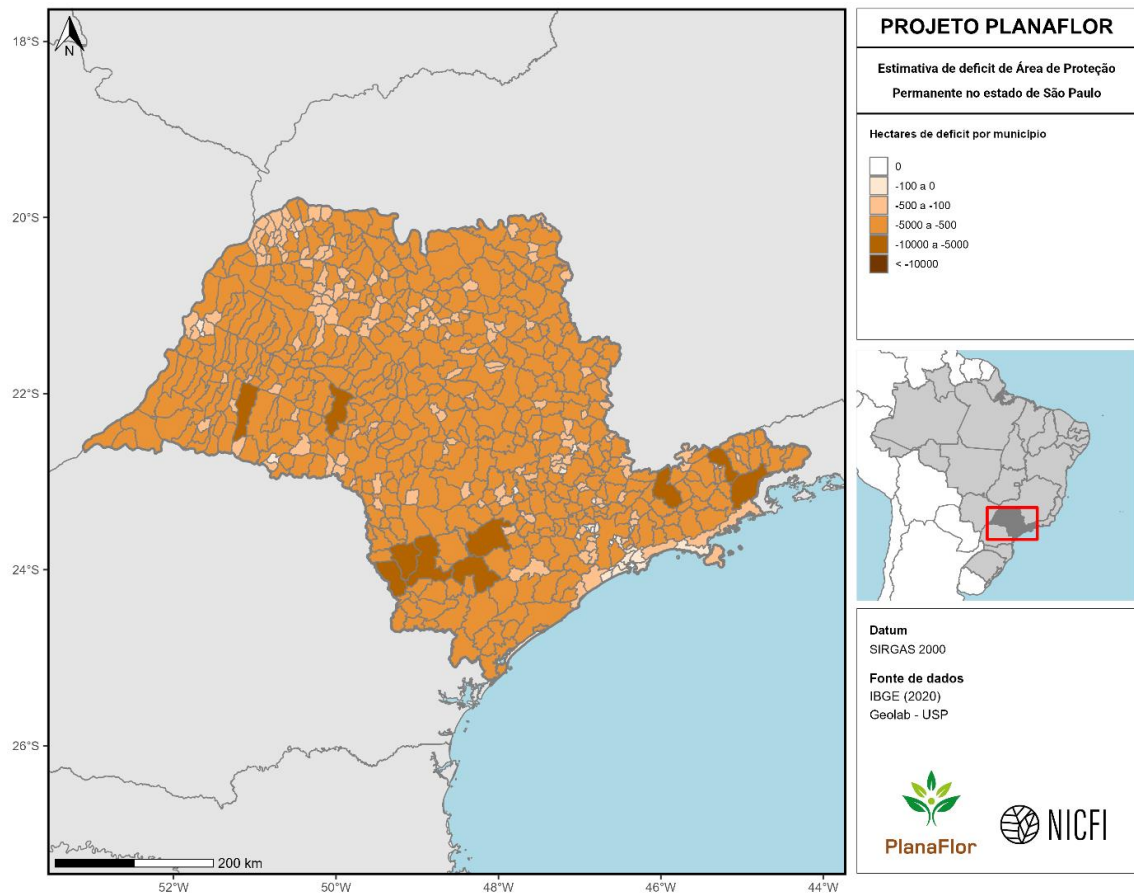 PROJETO PLANAFLOR
Estimativa de deficit de Área de Proteção
Permanente no estado de São Paulo
Hectares de deficit por município
0
-100 a 0
-500 a -100
-5000 a -500
-10000 a -5000
< -10000
Datum
SIRGAS 2000
Fonte de dados
IBGE (2020)
Geolab - USP
PlanaFlor
NICFI
N
18°S
20°S
22°S
24°S
26°S
200 km
52°W
50°W
48°W
46°W
44°W